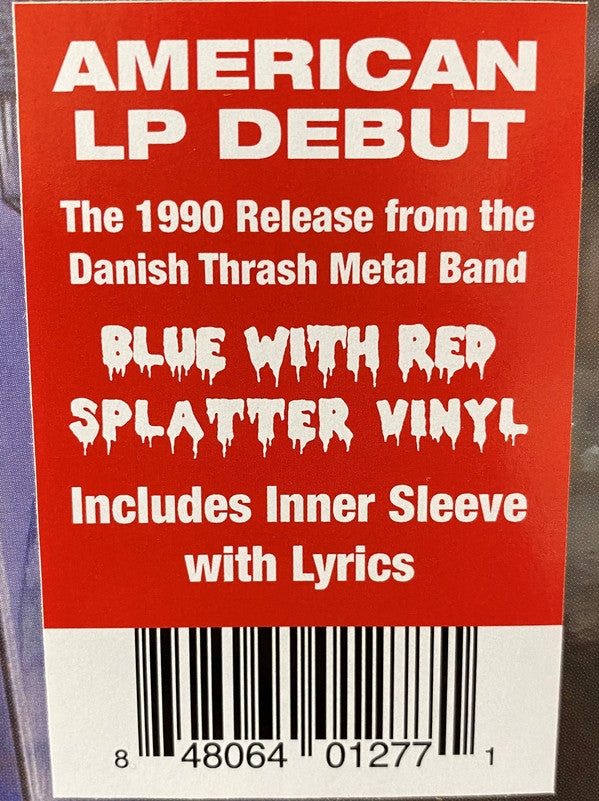 AMERICAN
LP DEBUT
The 1990 Release from the
Danish Thrash Metal Band
BLUE WITH RED
SPLATTER VINYL
Includes Inner Sleeve
with Lyrics
8 48064 01277 1